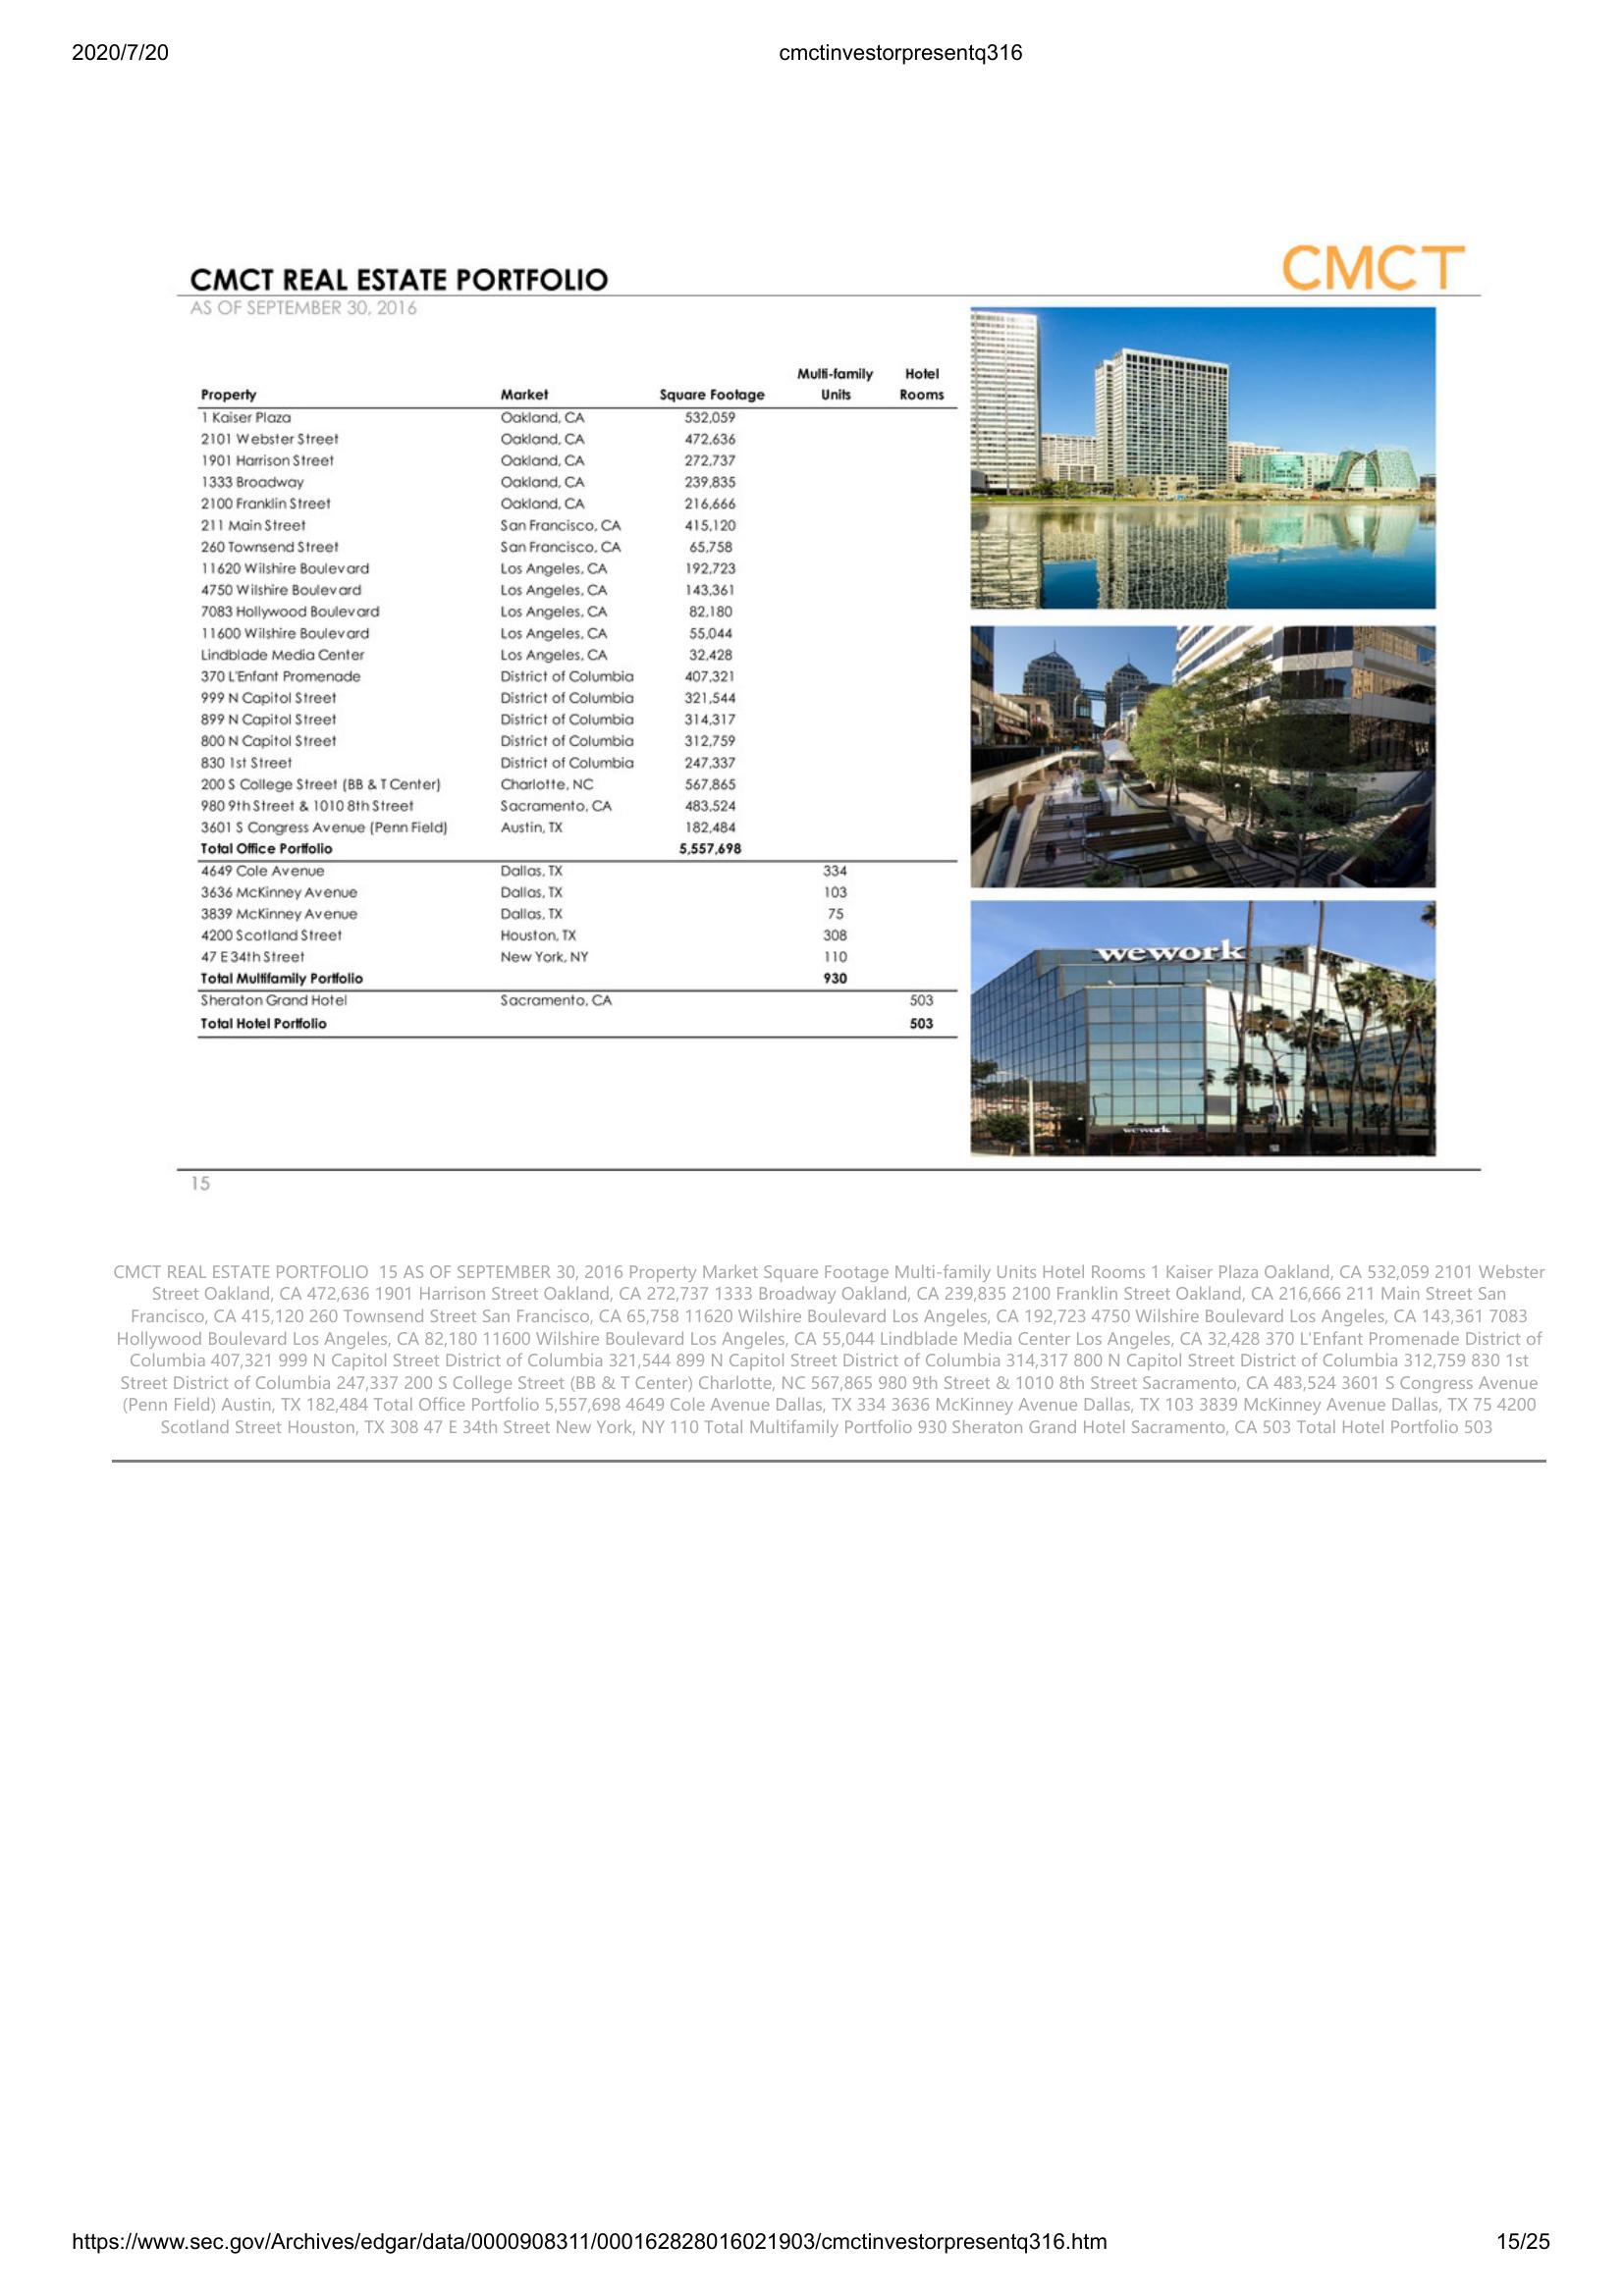 2020/7/20 cmctinvestorpresentq316
CMCT REAL ESTATE PORTFOLIO
CMCT
AS OF SEPTEMBER 30, 2016
Property Market Square Footage Multi-family Units Hotel Rooms
1 Kaiser Plaza Oakland, CA 532,059
2101 Webster Street Oakland, CA 472,636
1901 Harrison Street Oakland, CA 272,737
1333 Broadway Oakland, CA 239,835
2100 Franklin Street Oakland, CA 216,666
211 Main Street San Francisco, CA 415,120
260 Townsend Street San Francisco, CA 65,758
11620 Wilshire Boulevard Los Angeles, CA 192,723
4750 Wilshire Boulevard Los Angeles, CA 143,361
7083 Hollywood Boulevard Los Angeles, CA 82,180
11600 Wilshire Boulevard Los Angeles, CA 55,044
Lindblade Media Center Los Angeles, CA 32,428
370 L'Enfant Promenade District of Columbia 407,321
999 N Capitol Street District of Columbia 321,544
899 N Capitol Street District of Columbia 314,317
800 N Capitol Street District of Columbia 312,759
830 1st Street District of Columbia 247,337
200 S College Street (BB & T Center) Charlotte, NC 567,865
980 9th Street & 1010 8th Street Sacramento, CA 483,524
3601 S Congress Avenue (Penn Field) Austin, TX 182,484
Total Office Portfolio 5,557,698
4649 Cole Avenue Dallas, TX 334
3636 McKinney Avenue Dallas, TX 103
3839 McKinney Avenue Dallas, TX 75
4200 Scotland Street Houston, TX 308
47 E 34th Street New York, NY 110
Total Multifamily Portfolio 930
Sheraton Grand Hotel Sacramento, CA 503
Total Hotel Portfolio 503
wework
wework
15
CMCT REAL ESTATE PORTFOLIO 15 AS OF SEPTEMBER 30, 2016 Property Market Square Footage Multi-family Units Hotel Rooms 1 Kaiser Plaza Oakland, CA 532,059 2101 Webster
Street Oakland, CA 472,636 1901 Harrison Street Oakland, CA 272,737 1333 Broadway Oakland, CA 239,835 2100 Franklin Street Oakland, CA 216,666 211 Main Street San
Francisco, CA 415,120 260 Townsend Street San Francisco, CA 65,758 11620 Wilshire Boulevard Los Angeles, CA 192,723 4750 Wilshire Boulevard Los Angeles, CA 143,361 7083
Hollywood Boulevard Los Angeles, CA 82,180 11600 Wilshire Boulevard Los Angeles, CA 55,044 Lindblade Media Center Los Angeles, CA 32,428 370 L'Enfant Promenade District of
Columbia 407,321 999 N Capitol Street District of Columbia 321,544 899 N Capitol Street District of Columbia 314,317 800 N Capitol Street District of Columbia 312,759 830 1st
Street District of Columbia 247,337 200 S College Street (BB & T Center) Charlotte, NC 567,865 980 9th Street & 1010 8th Street Sacramento, CA 483,524 3601 S Congress Avenue
(Penn Field) Austin, TX 182,484 Total Office Portfolio 5,557,698 4649 Cole Avenue Dallas, TX 334 3636 McKinney Avenue Dallas, TX 103 3839 McKinney Avenue Dallas, TX 75 4200
Scotland Street Houston, TX 308 47 E 34th Street New York, NY 110 Total Multifamily Portfolio 930 Sheraton Grand Hotel Sacramento, CA 503 Total Hotel Portfolio 503
https://www.sec.gov/Archives/edgar/data/0000908311/000162828016021903/cmctinvestorpresentq316.htm 15/25